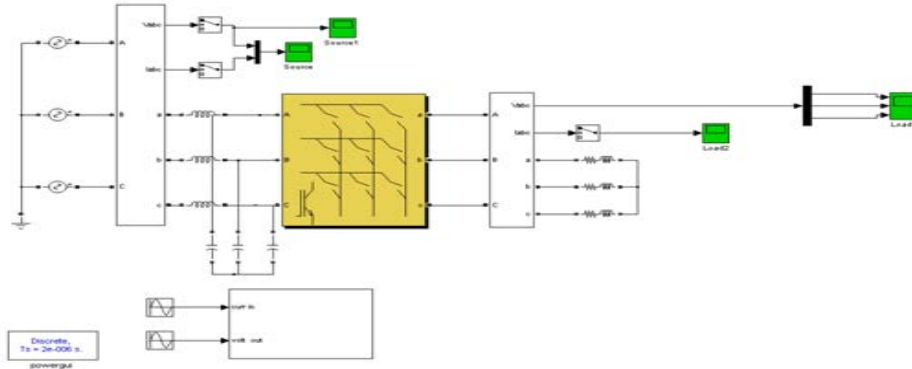 Vabc
Source1
A
Iabc
Source
B
a
b
C
c
A
B
C
a
b
c
A
B
C
Vabc
Iabc
a
b
c
Load2
Load
curr in
volt out
Discrete,
Ts = 2e-006 s.
powergui